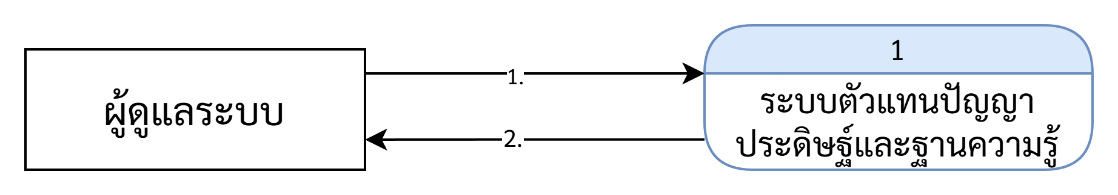 ผู้ดูแลระบบ
1.
2.
1
ระบบตัวแทนปัญญา
ประดิษฐ์และฐานความรู้